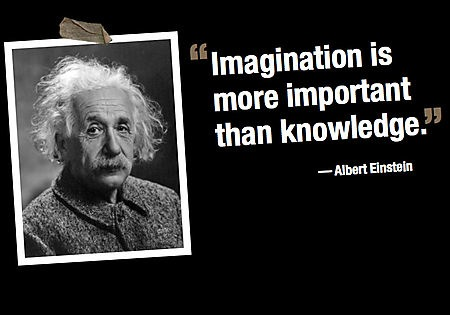 “Imagination is
more important
than knowledge.”
— Albert Einstein